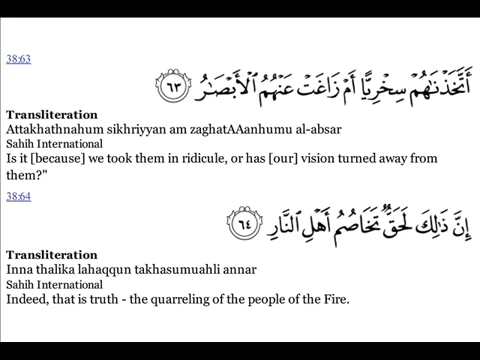 38:63
أَتَّخَذْنَٰهُمْ سِخْرِيًّا أَمْ زَاغَتْ عَنْهُمُ ٱلْأَبْصَٰرُ ٦٣
Transliteration
Attakhathnahum sikhriyyan am zaghatAAanhumu al-absar
Sahih International
Is it [because] we took them in ridicule, or has [our] vision turned away from
them?"
38:64
إِنَّ ذَٰلِكَ لَحَقٌّ تَخَاصُمُ أَهْلِ ٱلنَّارِ ٦٤
Transliteration
Inna thalika lahaqqun takhasumuahli annar
Sahih International
Indeed, that is truth - the quarreling of the people of the Fire.